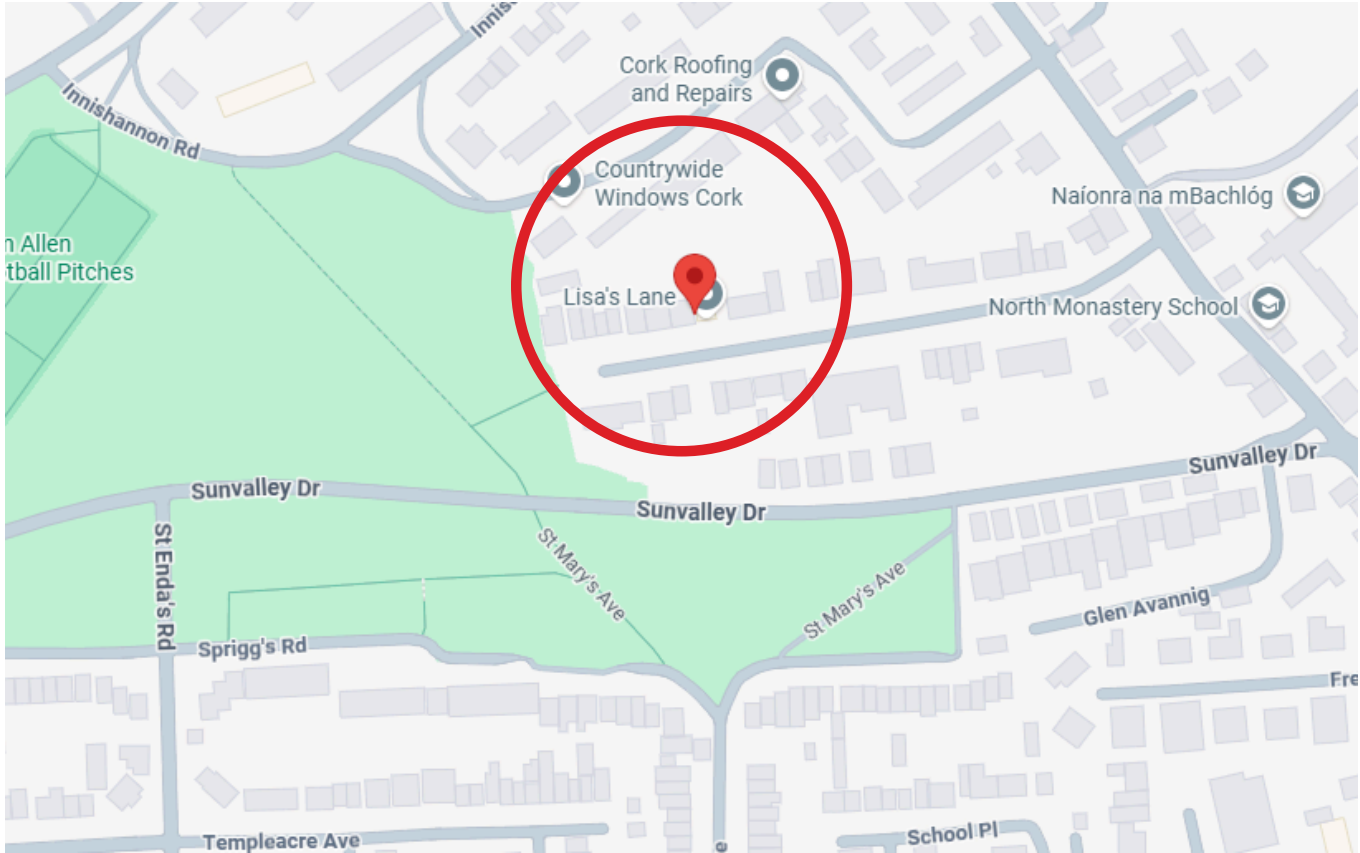 Innis
Cork Roofing
and Repairs
Innishannon Rd
Countrywide
Windows Cork
Naíonra na mBachlóg
n Allen
tball Pitches
Lisa's Lane
North Monastery School
Sunvalley Dr
Sunvalley Dr
Sunvalley Dr
St Enda's Rd
St Mary's Ave
St Mary's Ave
Glen Avannig
Sprigg's Rd
Fre
Templeacre Ave
School Pl
e